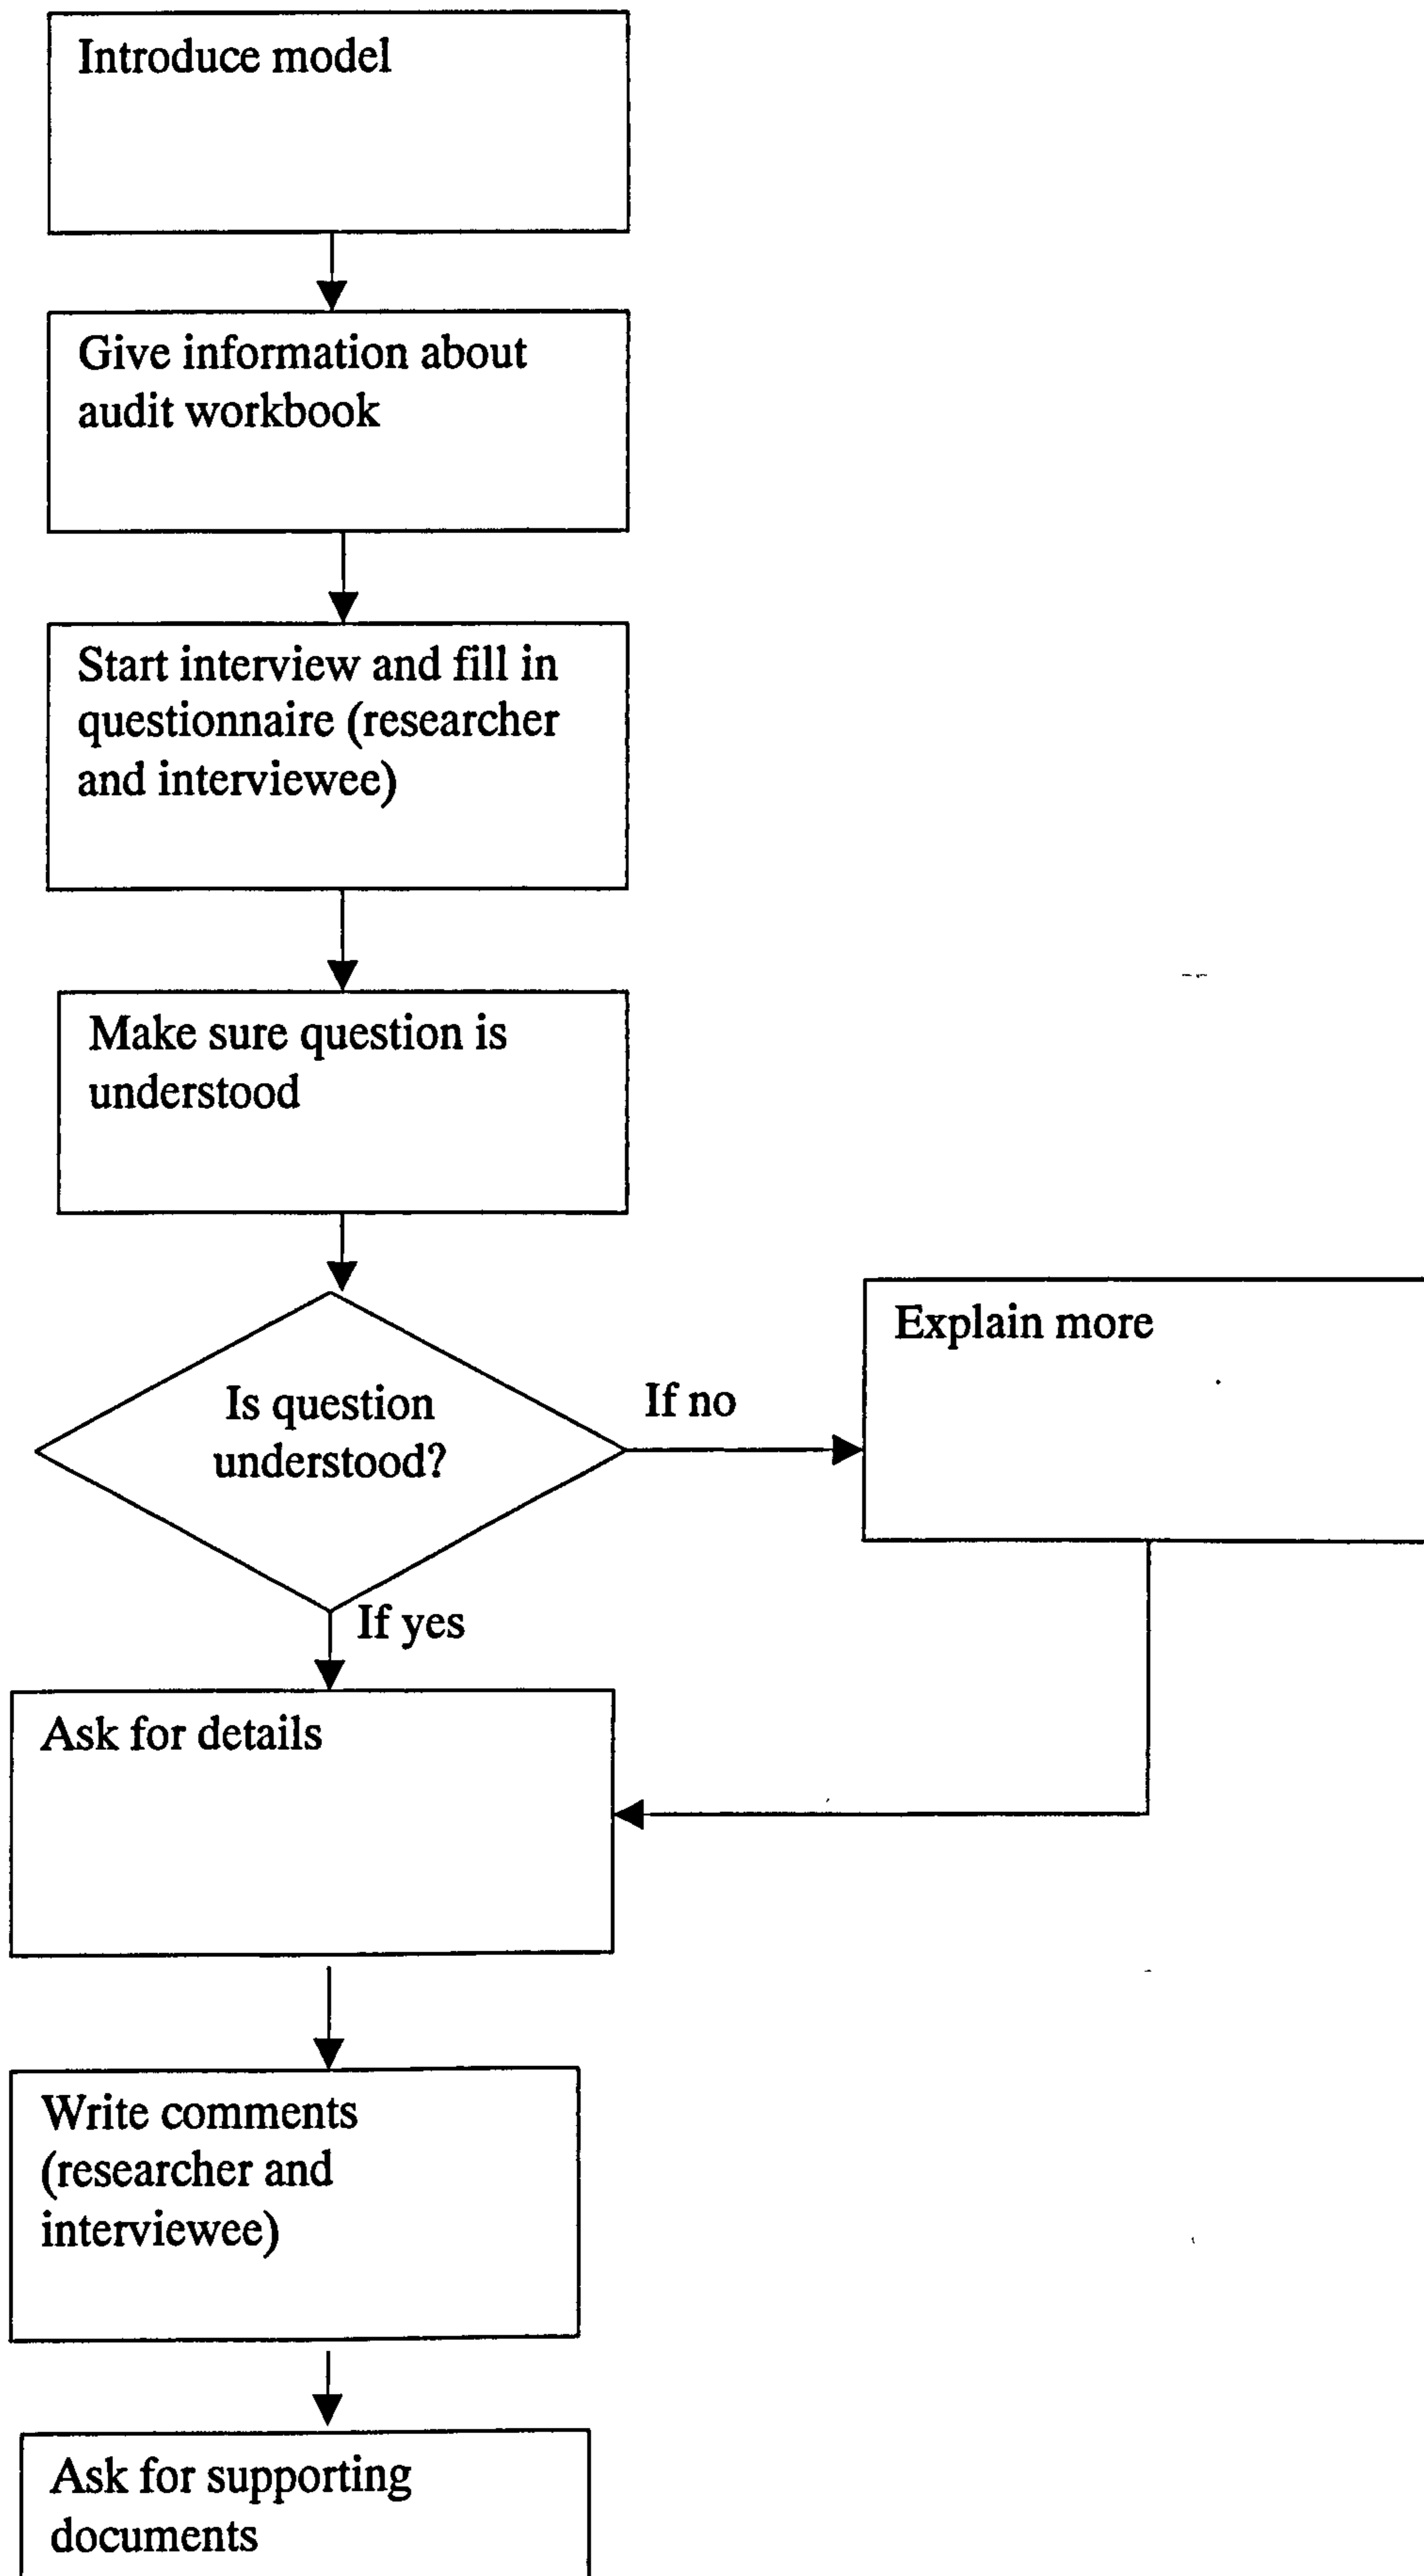 Introduce model
Give information about
audit workbook
Start interview and fill in
questionnaire (researcher
and interviewee)
Make sure question is
understood
Is question
understood?
If no
Explain more
If yes
Ask for details
Write comments
(researcher and
interviewee)
Ask for supporting
documents